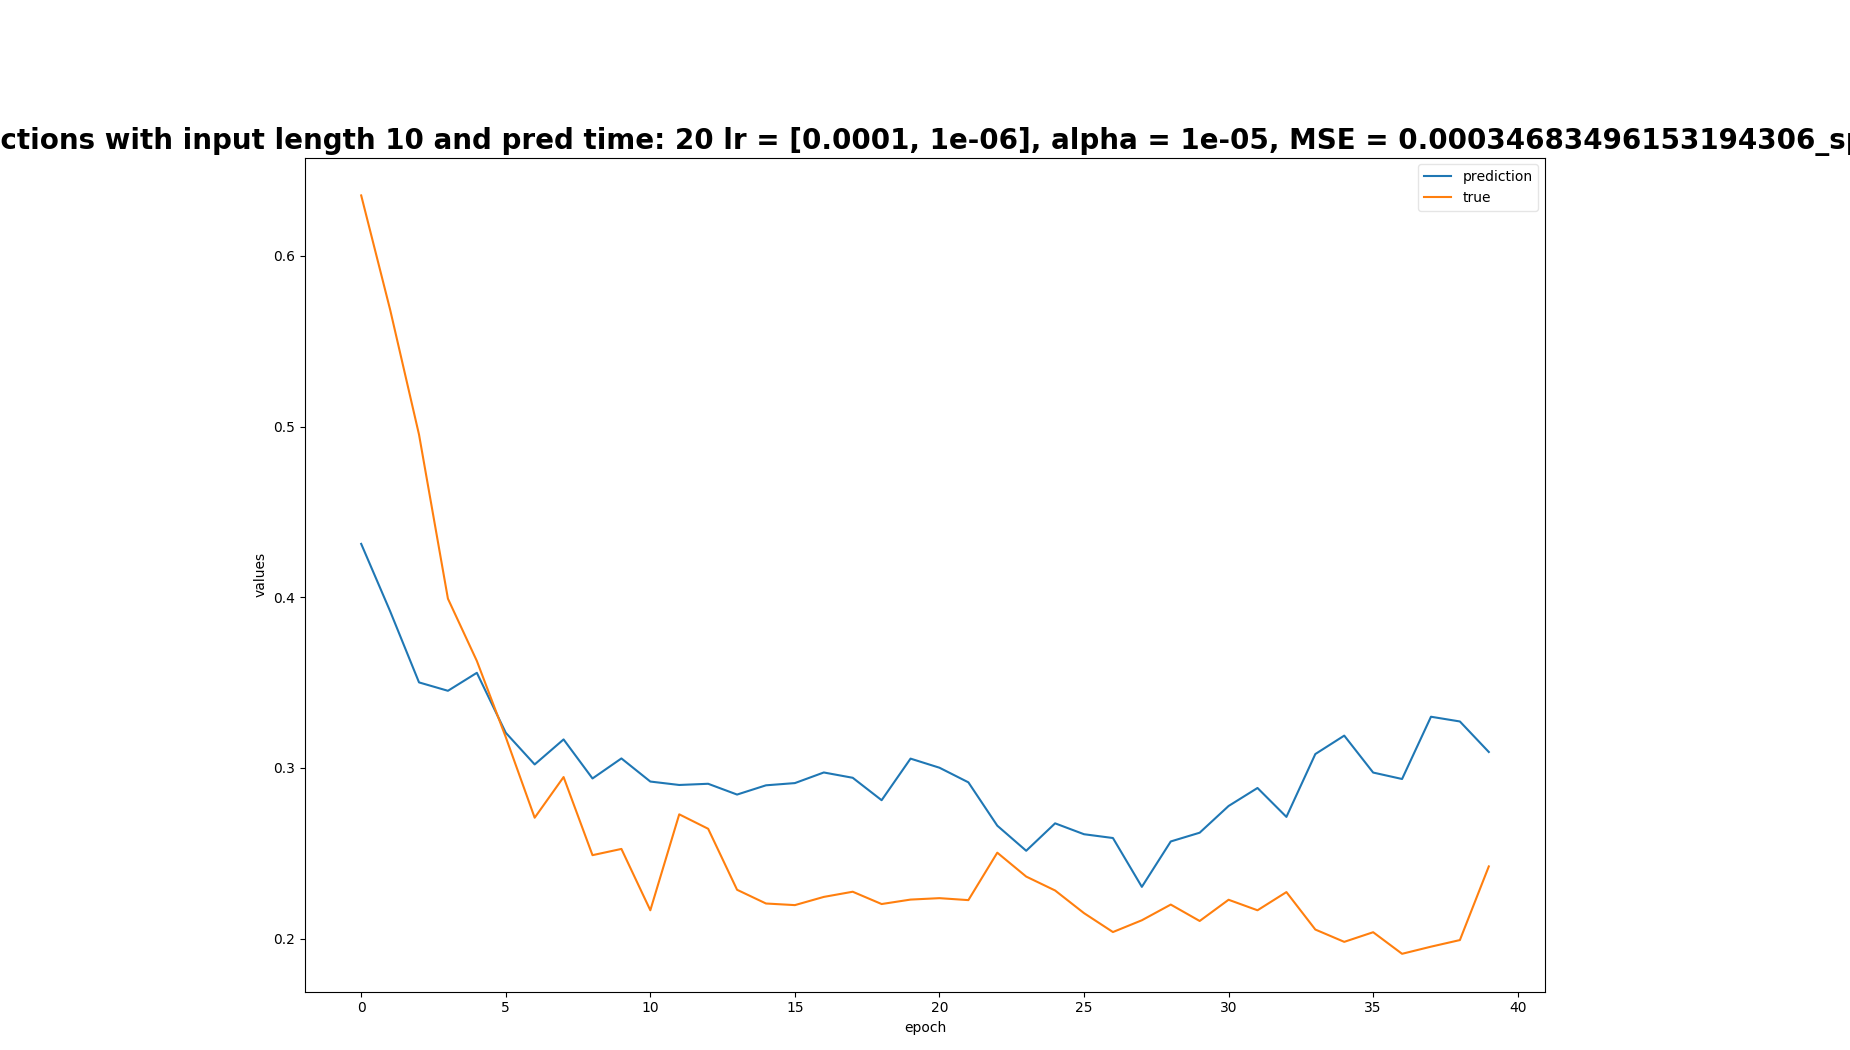 ctions with input length 10 and pred time: 20 lr = [0.0001, 1e-06], alpha = 1e-05, MSE = 0.00034683496153194306_sp
prediction
true
0.6
0.5
0.4
0.3
0.2
values
0 5 10 15 20 25 30 35 40
epoch